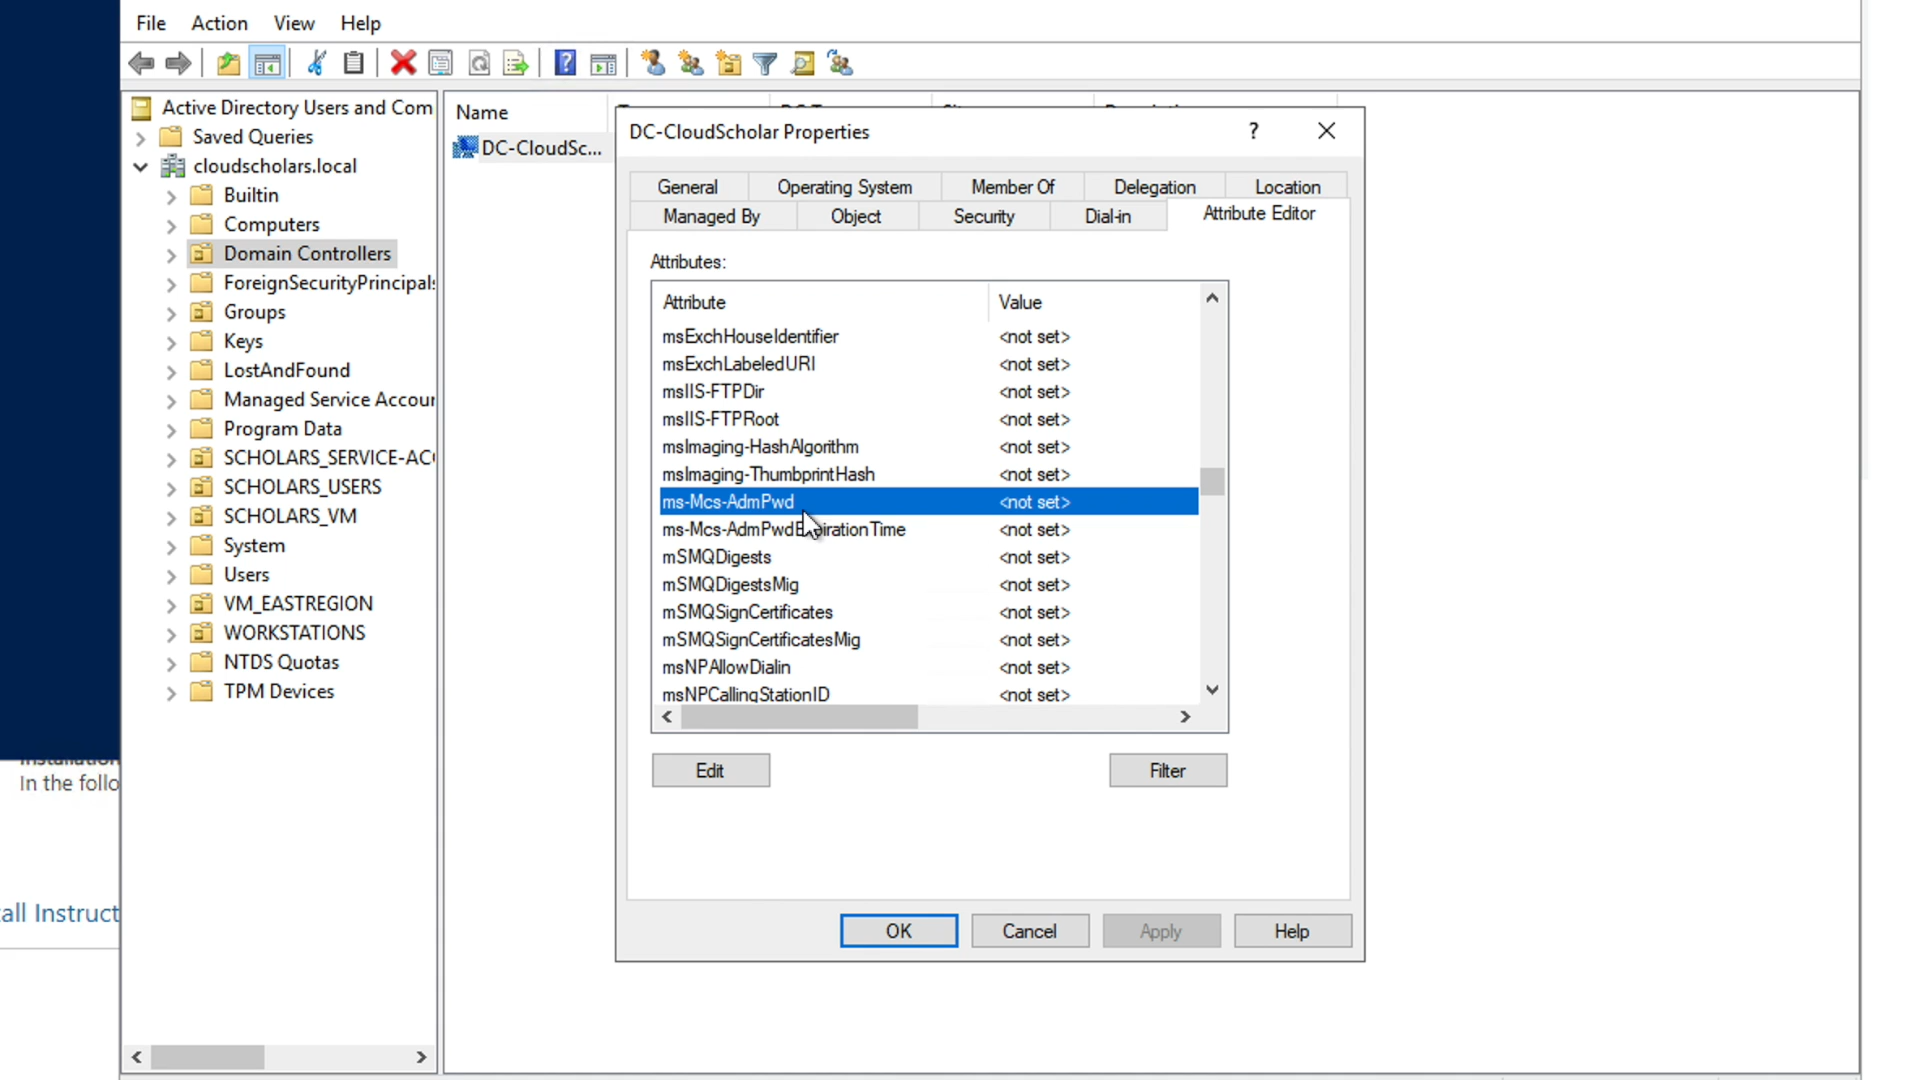 File Action View Help
Active Directory Users and Com
Saved Queries
cloudscholars.local
Builtin
Computers
Domain Controllers
ForeignSecurityPrincipals
Groups
Keys
LostAndFound
Managed Service Accour
Program Data
SCHOLARS_SERVICE-AC
SCHOLARS_USERS
SCHOLARS_VM
System
Users
VM_EASTREGION
WORKSTATIONS
NTDS Quotas
TPM Devices
In the follo
all Instruct
Name
DC-CloudSc...
DC-CloudScholar Properties
General Operating System Member Of Delegation Location
Managed By Object Security Dial-in Attribute Editor
Attributes:
Attribute Value
msExchHouseIdentifier <not set>
msExchLabeledURI <not set>
msIIS-FTPDir <not set>
msIIS-FTPRoot <not set>
msImaging-HashAlgorithm <not set>
msImaging-ThumbprintHash <not set>
ms-Mcs-AdmPwd <not set>
ms-Mcs-AdmPwdExpirationTime <not set>
mSMQDigests <not set>
mSMQDigestsMig <not set>
mSMQSignCertificates <not set>
mSMQSignCertificatesMig <not set>
msNPAllowDialin <not set>
msNPCallingStationID <not set>
Edit Filter
OK Cancel Apply Help